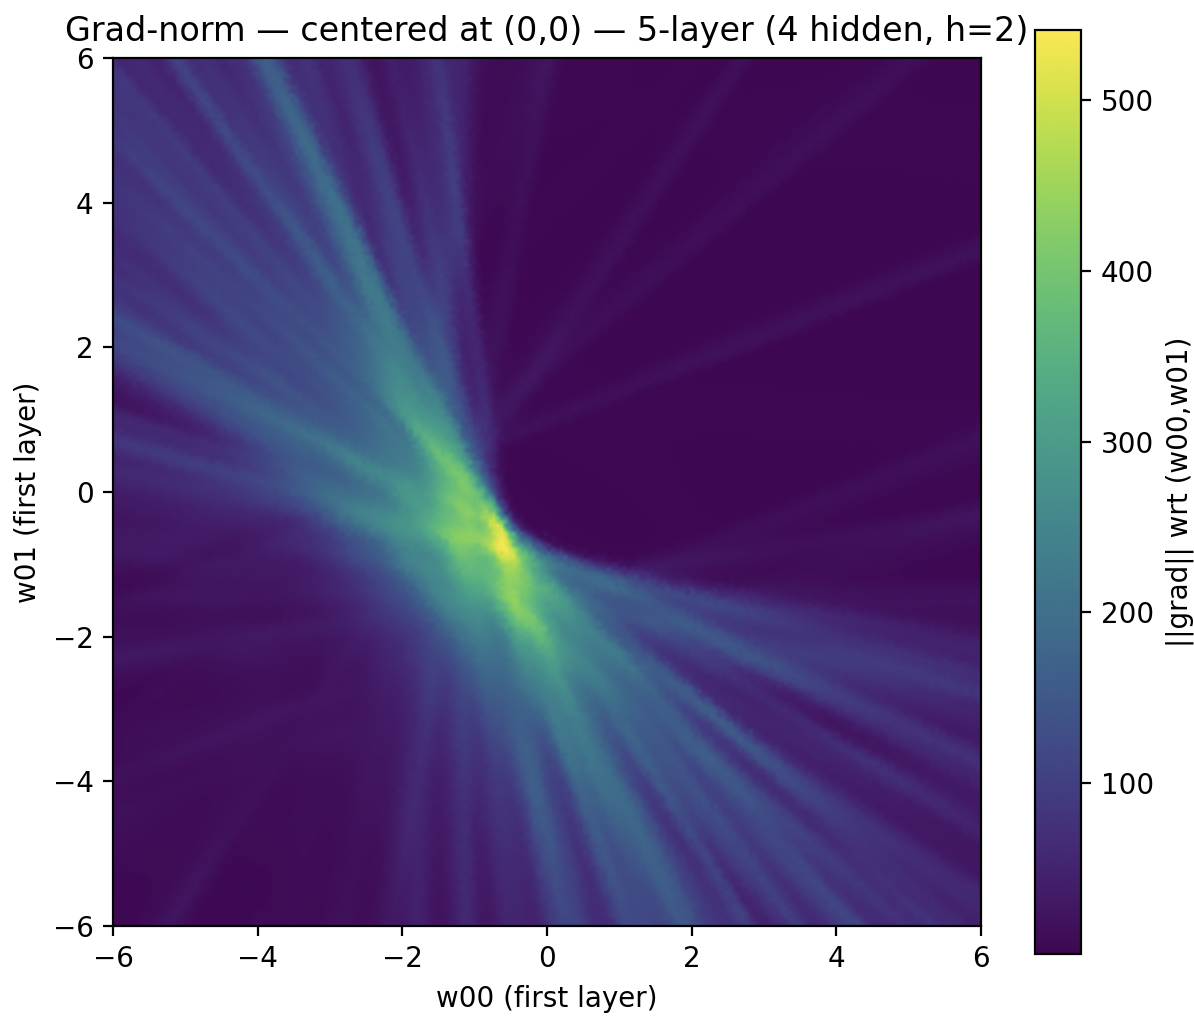 Grad-norm — centered at (0,0) — 5-layer (4 hidden, h=2)
6
4
2
0
−2
−4
−6
w01 (first layer)
−6 −4 −2 0 2 4 6
w00 (first layer)
500
400
300
200
100
||grad|| wrt (w00,w01)